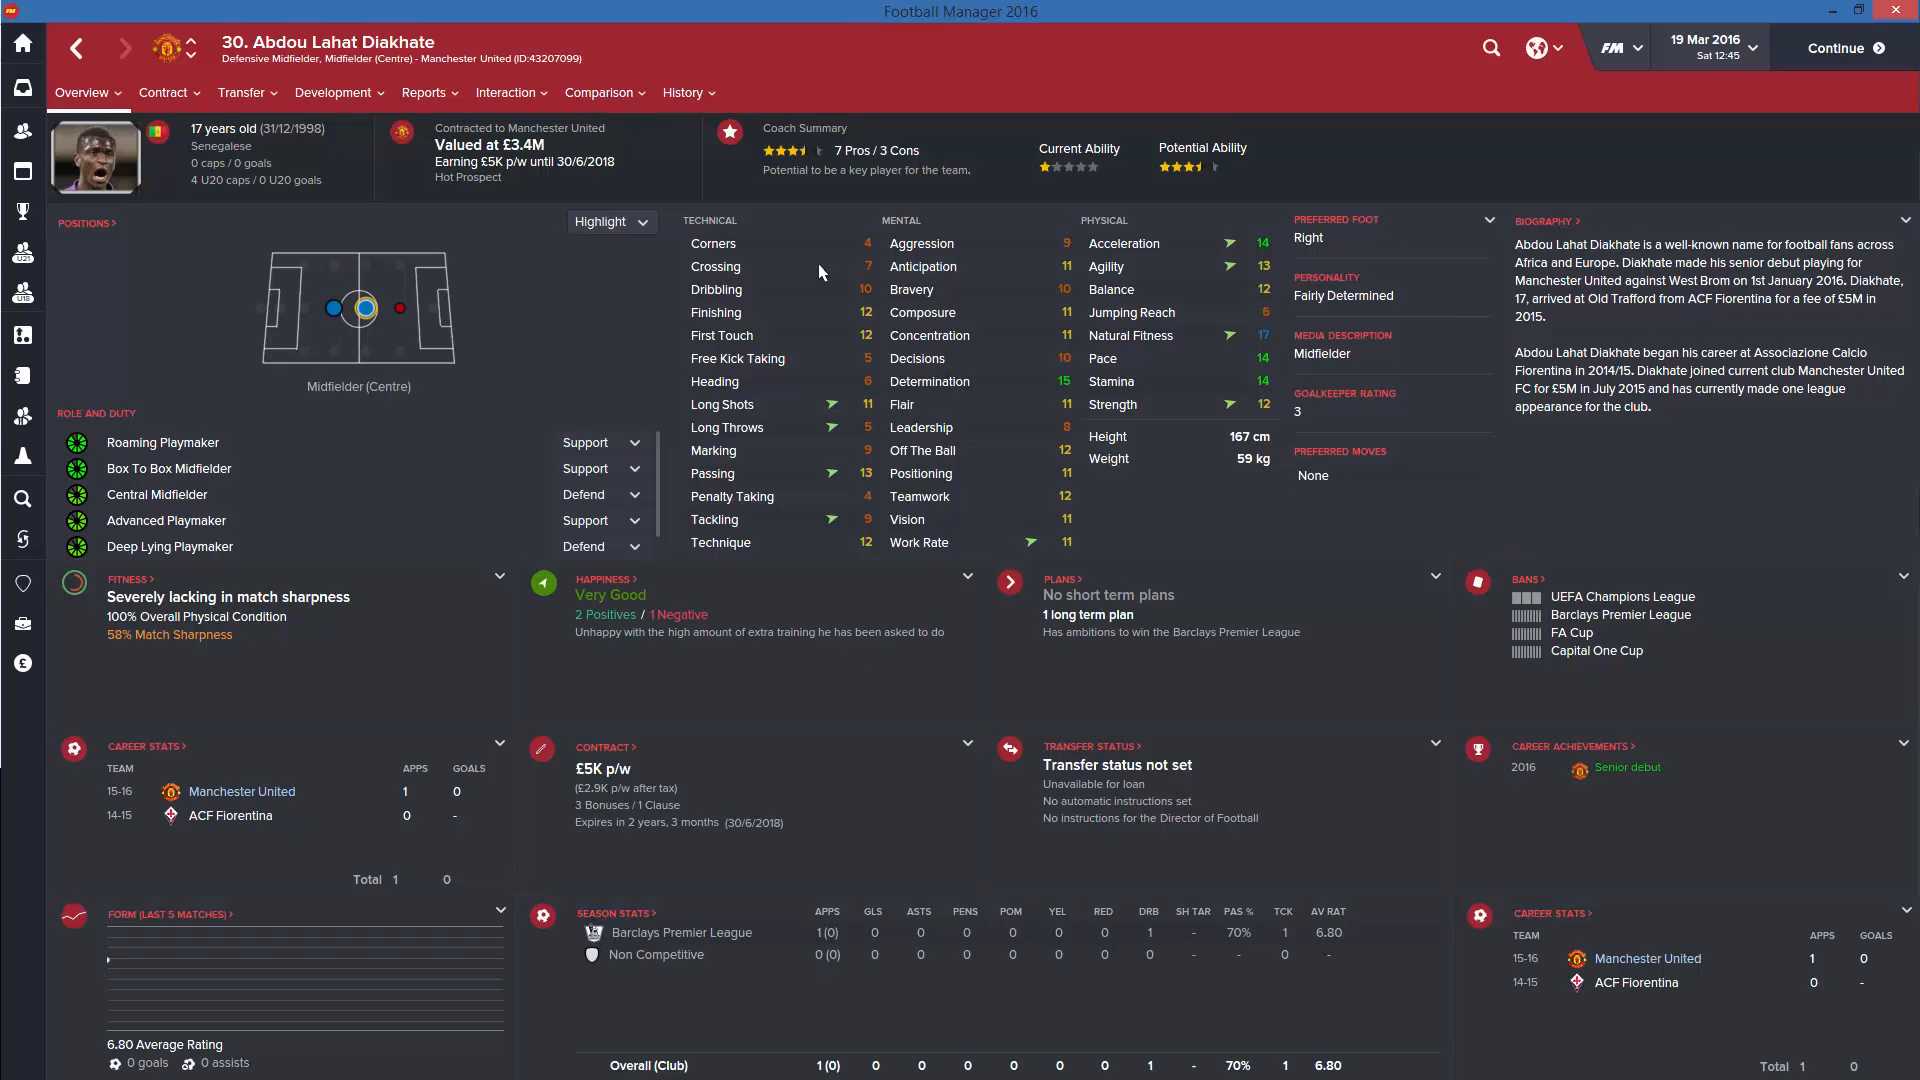 Football Manager 2016
30. Abdou Lahat Diakhate
Defensive Midfielder, Midfielder (Centre) - Manchester United (ID:43207099)
FM
19 Mar 2016
Sat 12:45
Continue
Overview
Contract
Transfer
Development
Reports
Interaction
Comparison
History
17 years old (31/12/1998)
Senegalese
0 caps / 0 goals
4 U20 caps / 0 U20 goals
Contracted to Manchester United
Valued at £3.4M
Earning £5K p/w until 30/6/2018
Hot Prospect
Coach Summary
7 Pros / 3 Cons
Potential to be a key player for the team.
Current Ability
Potential Ability
U21
U18
POSITIONS >
Highlight
Midfielder (Centre)
ROLE AND DUTY
Roaming Playmaker Support
Box To Box Midfielder Support
Central Midfielder Defend
Advanced Playmaker Support
Deep Lying Playmaker Defend
TECHNICAL
Corners 4
Crossing 7
Dribbling 10
Finishing 12
First Touch 12
Free Kick Taking 5
Heading 6
Long Shots 11
Long Throws 5
Marking 9
Passing 13
Penalty Taking 4
Tackling 9
Technique 12
MENTAL
Aggression 9
Anticipation 11
Bravery 10
Composure 11
Concentration 11
Decisions 10
Determination 15
Flair 11
Leadership 8
Off The Ball 12
Positioning 11
Teamwork 12
Vision 11
Work Rate 11
PHYSICAL
Acceleration 14
Agility 13
Balance 12
Jumping Reach 6
Natural Fitness 17
Pace 14
Stamina 14
Strength 12
Height 167 cm
Weight 59 kg
PREFERRED FOOT
Right
PERSONALITY
Fairly Determined
MEDIA DESCRIPTION
Midfielder
GOALKEEPER RATING
3
PREFERRED MOVES
None
BIOGRAPHY >
Abdou Lahat Diakhate is a well-known name for football fans across
Africa and Europe. Diakhate made his senior debut playing for
Manchester United against West Brom on 1st January 2016. Diakhate,
17, arrived at Old Trafford from ACF Fiorentina for a fee of £5M in
2015.
Abdou Lahat Diakhate began his career at Associazione Calcio
Fiorentina in 2014/15. Diakhate joined current club Manchester United
FC for £5M in July 2015 and has currently made one league
appearance for the club.
FITNESS >
Severely lacking in match sharpness
100% Overall Physical Condition
58% Match Sharpness
HAPPINESS >
Very Good
2 Positives / 1 Negative
Unhappy with the high amount of extra training he has been asked to do
PLANS >
No short term plans
1 long term plan
Has ambitions to win the Barclays Premier League
BANS >
UEFA Champions League
Barclays Premier League
FA Cup
Capital One Cup
CAREER STATS >
TEAM APPS GOALS
15-16 Manchester United 1 0
14-15 ACF Fiorentina 0 -
Total 1 0
CONTRACT >
£5K p/w
(£2.9K p/w after tax)
3 Bonuses / 1 Clause
Expires in 2 years, 3 months (30/6/2018)
TRANSFER STATUS >
Transfer status not set
Unavailable for loan
No automatic instructions set
No instructions for the Director of Football
CAREER ACHIEVEMENTS >
2016 Senior debut
FORM (LAST 5 MATCHES) >
6.80 Average Rating
0 goals 0 assists
SEASON STATS > APPS GLS ASTS PENS POM YEL RED DRB SH TAR PAS % TCK AV RAT
Barclays Premier League 1 (0) 0 0 0 0 0 0 1 - 70% 1 6.80
Non Competitive 0 (0) 0 0 0 0 0 0 0 - - 0 -
Overall (Club) 1 (0) 0 0 0 0 0 0 1 - 70% 1 6.80
CAREER STATS >
TEAM APPS GOALS
15-16 Manchester United 1 0
14-15 ACF Fiorentina 0 -
Total 1 0